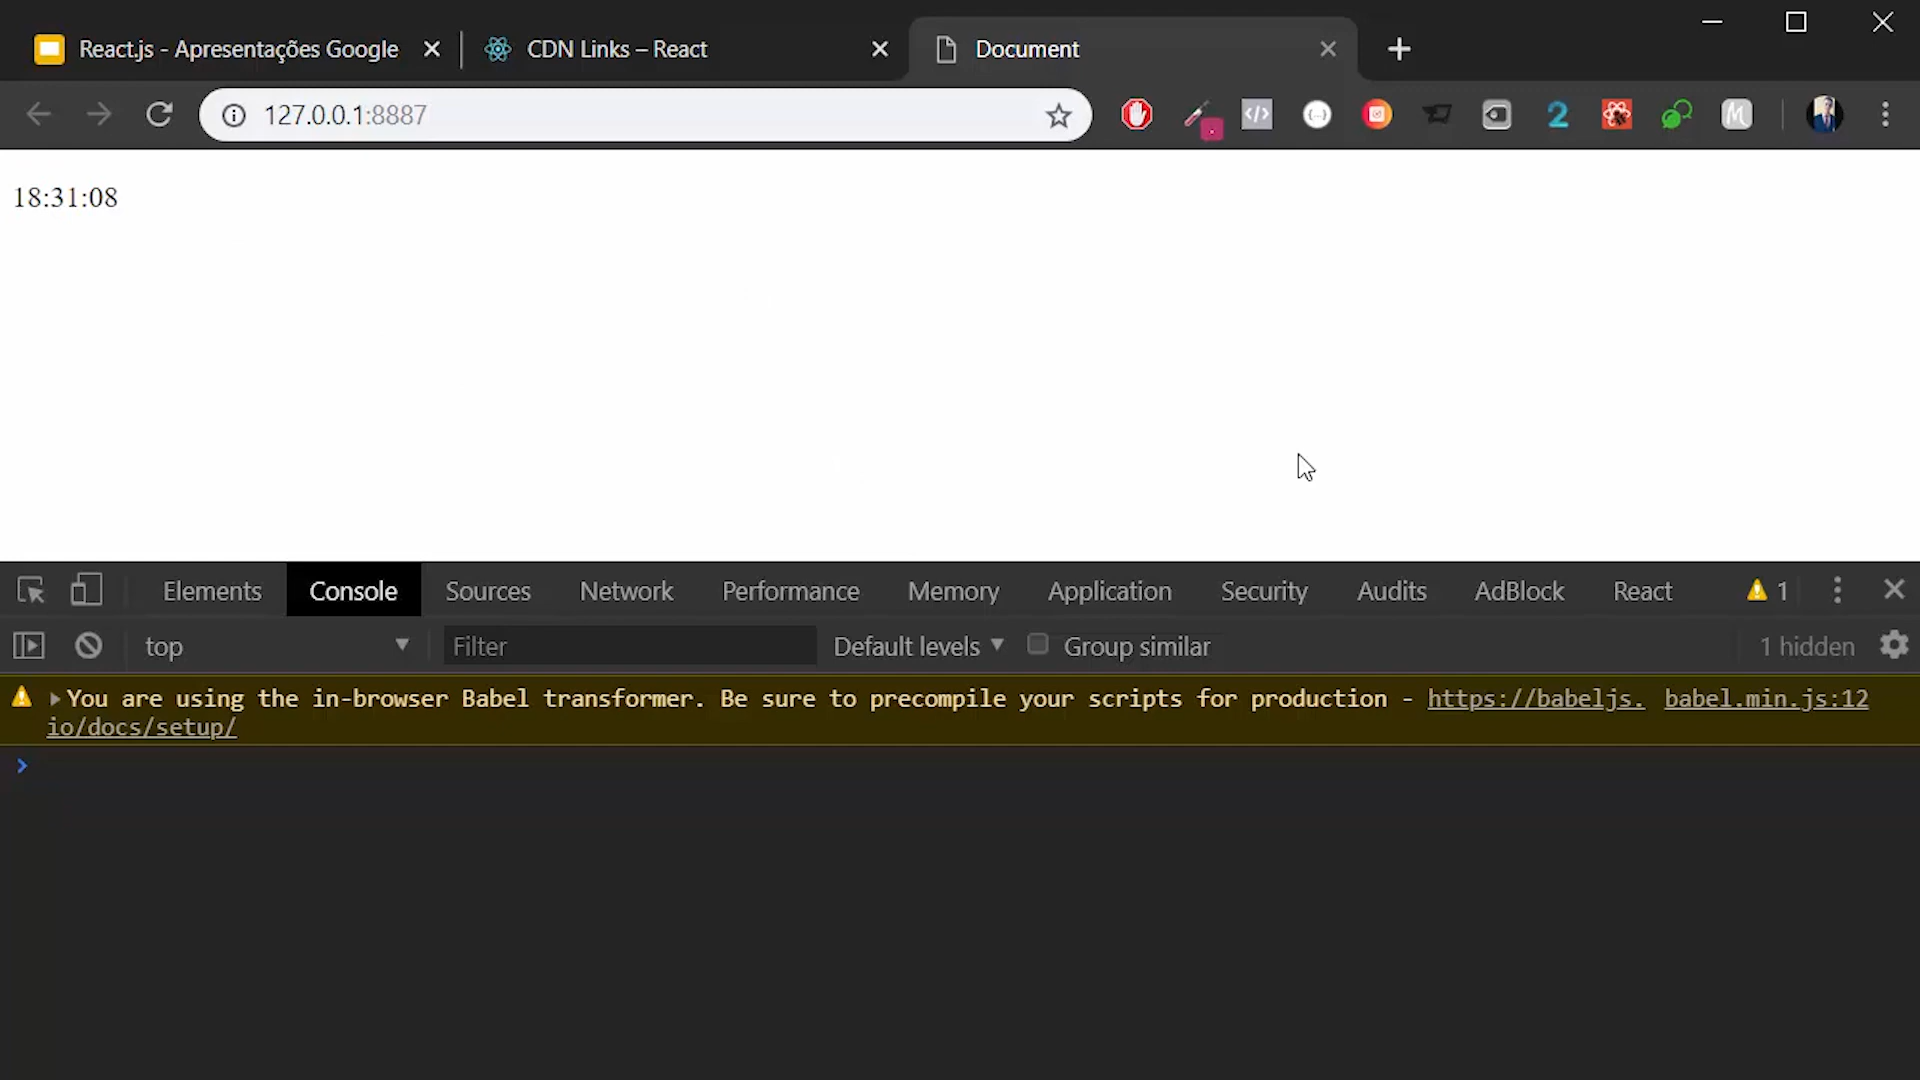 React.js - Apresentações Google
CDN Links – React
Document
127.0.0.1:8887
18:31:08
Elements Console Sources Network Performance Memory Application Security Audits AdBlock React 1
top Filter Default levels Group similar 1 hidden
You are using the in-browser Babel transformer. Be sure to precompile your scripts for production - https://babeljs. babel.min.js:12
io/docs/setup/